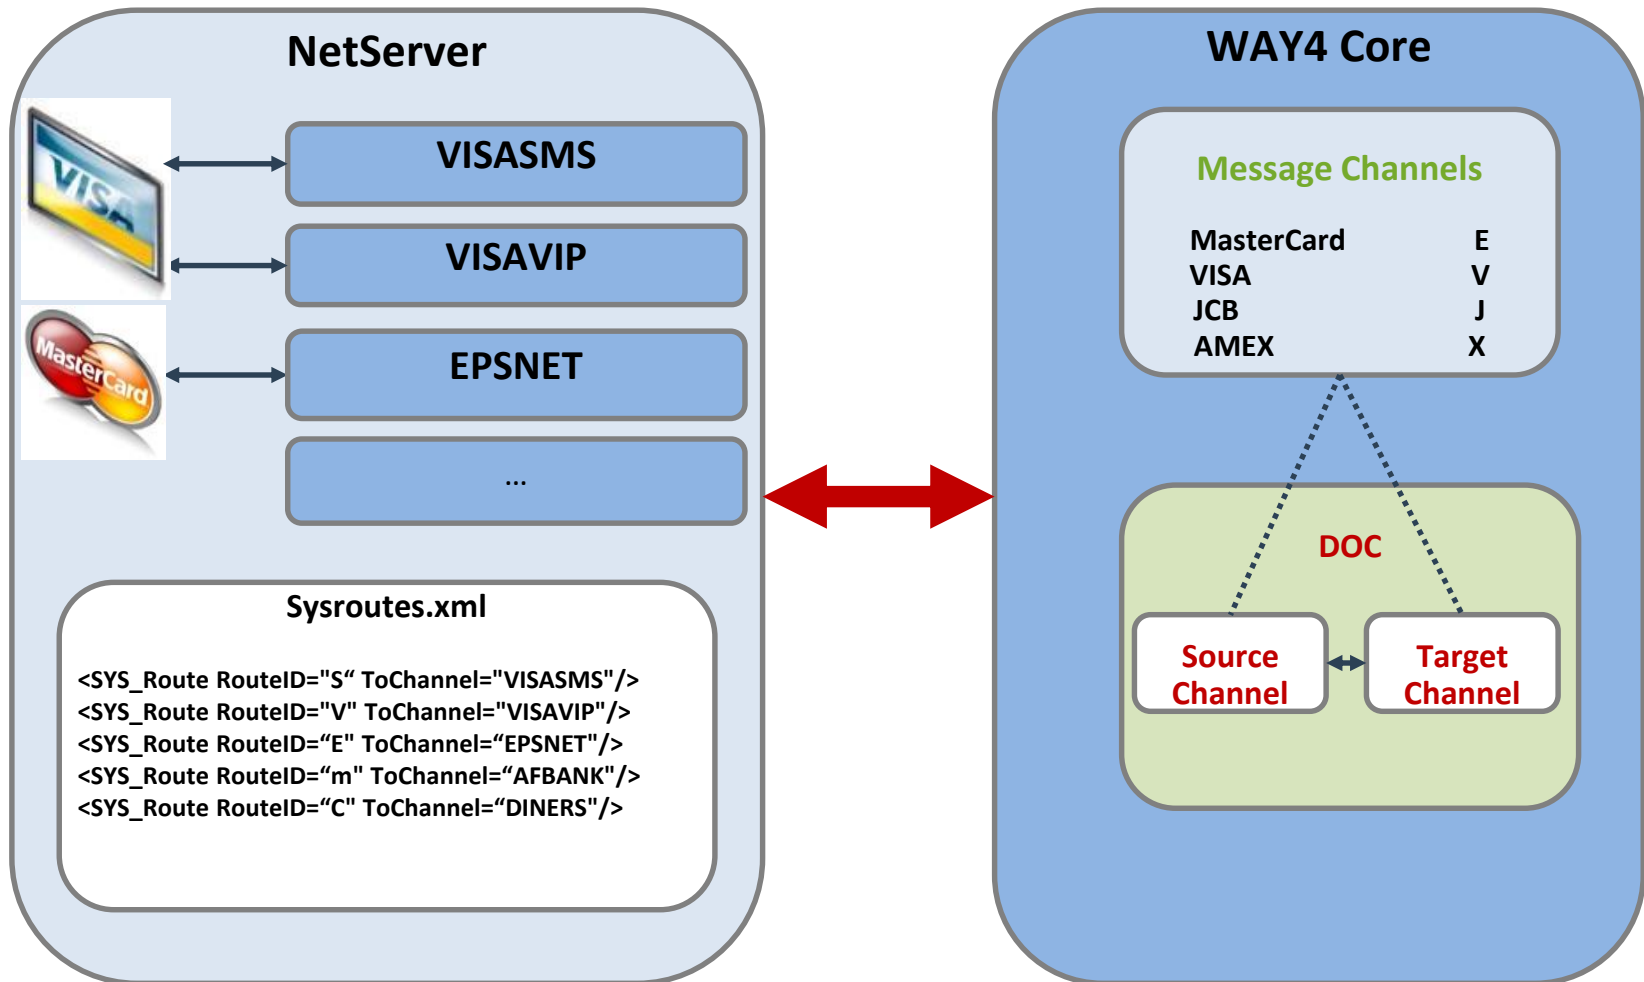 NetServer
VISA
VISASMS
VISAVIP
MasterCard
EPSNET
...
Sysroutes.xml
<SYS_Route RouteID="S“ ToChannel="VISASMS"/>
<SYS_Route RouteID="V" ToChannel="VISAVIP"/>
<SYS_Route RouteID=“E" ToChannel=“EPSNET"/>
<SYS_Route RouteID=“m" ToChannel=“AFBANK"/>
<SYS_Route RouteID=“C" ToChannel=“DINERS"/>
WAY4 Core
Message Channels
MasterCard E
VISA V
JCB J
AMEX X
DOC
Source
Channel
Target
Channel